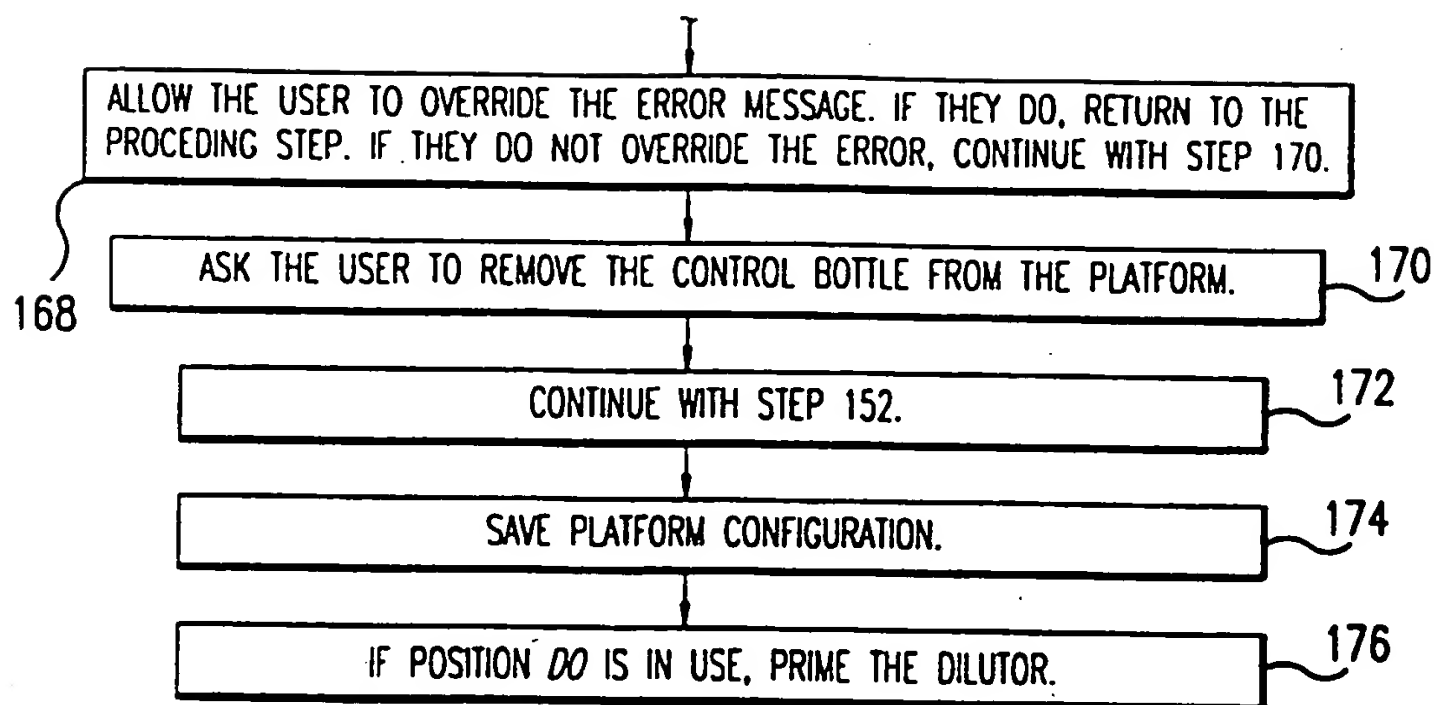 ALLOW THE USER TO OVERRIDE THE ERROR MESSAGE. IF THEY DO, RETURN TO THE
PROCEDING STEP. IF THEY DO NOT OVERRIDE THE ERROR, CONTINUE WITH STEP 170.
168
ASK THE USER TO REMOVE THE CONTROL BOTTLE FROM THE PLATFORM.
170
CONTINUE WITH STEP 152.
172
SAVE PLATFORM CONFIGURATION.
174
IF POSITION DO IS IN USE, PRIME THE DILUTOR.
176